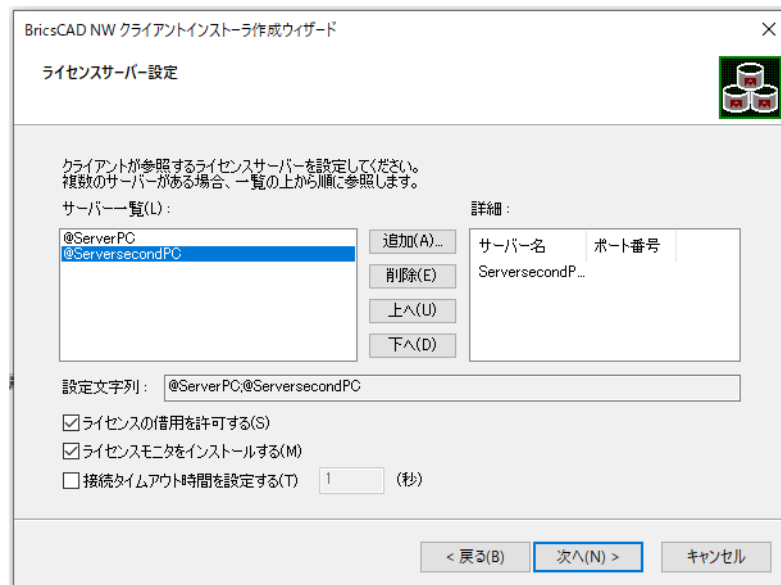 BricsCAD NW クライアントインストーラ作成ウィザード
ライセンスサーバー設定
クライアントが参照するライセンスサーバーを設定してください。
複数のサーバーがある場合、一覧の上から順に参照します。
サーバー一覧(L)：
詳細：
@ServerPC
@ServersecondPC
追加(A)...
削除(E)
上へ(U)
下へ(D)
サーバー名 ポート番号
ServersecondP...
設定文字列： @ServerPC;@ServersecondPC
ライセンスの借用を許可する(S)
ライセンスモニタをインストールする(M)
接続タイムアウト時間を設定する(T) 1 (秒)
< 戻る(B) 次へ(N) > キャンセル